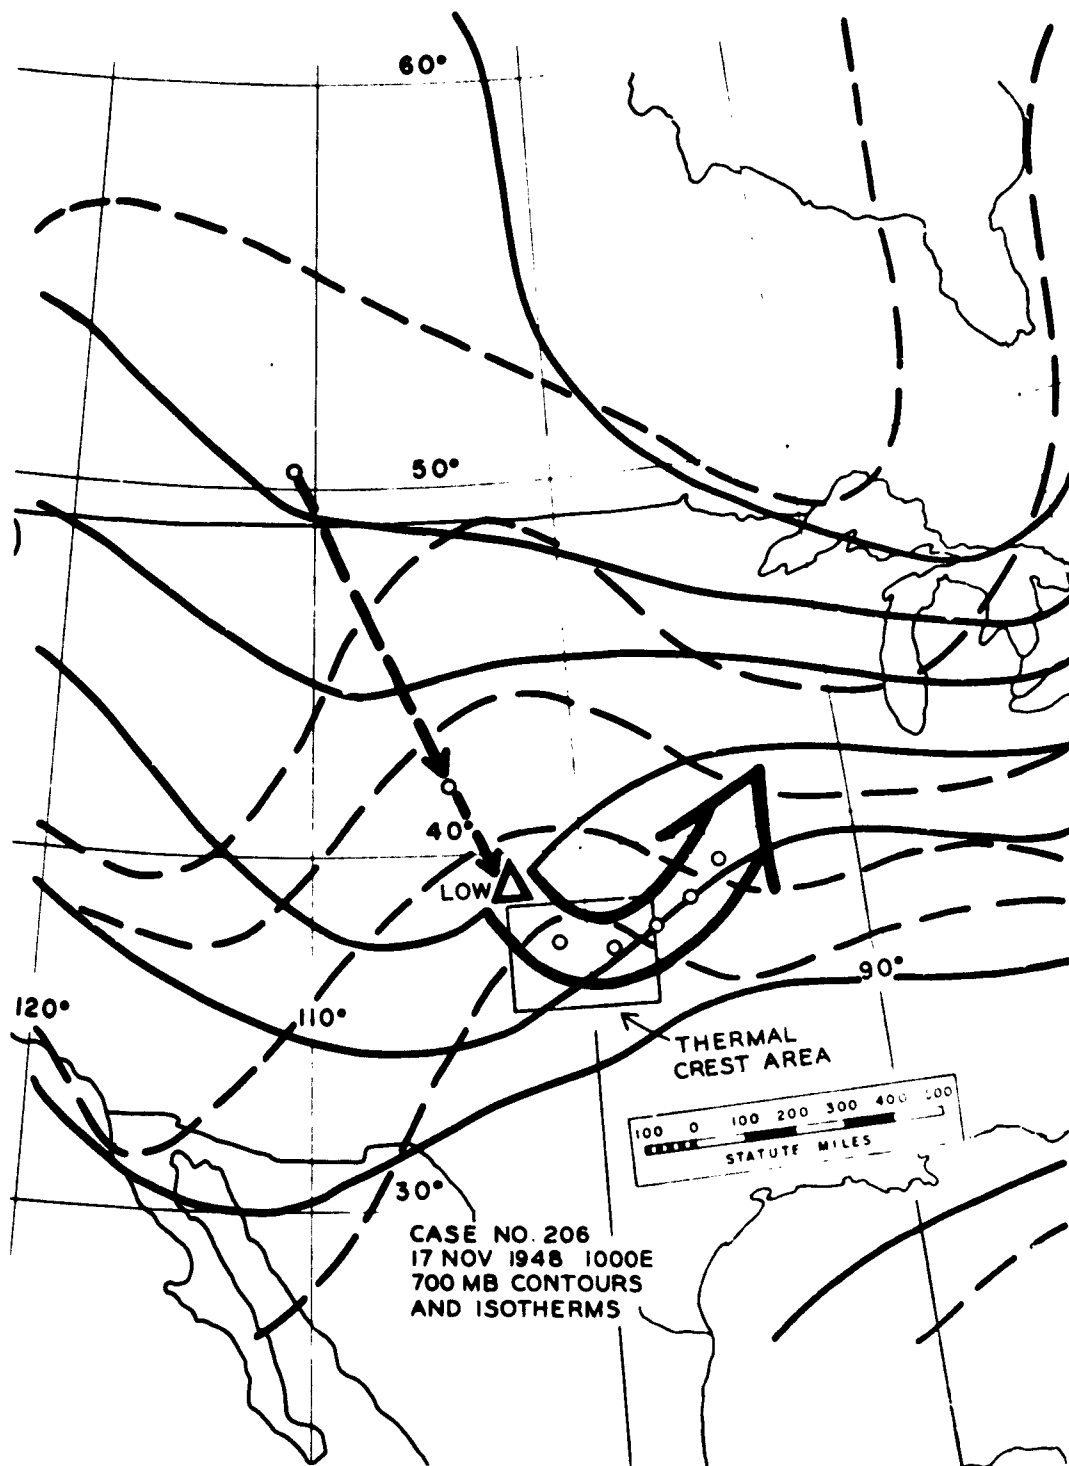 60°
50°
40°
LOW
90°
120°
110°
THERMAL
CREST AREA
100 0 100 200 300 400 500
STATUTE MILES
30°
CASE NO. 206
17 NOV 1948 1000E
700 MB CONTOURS
AND ISOTHERMS